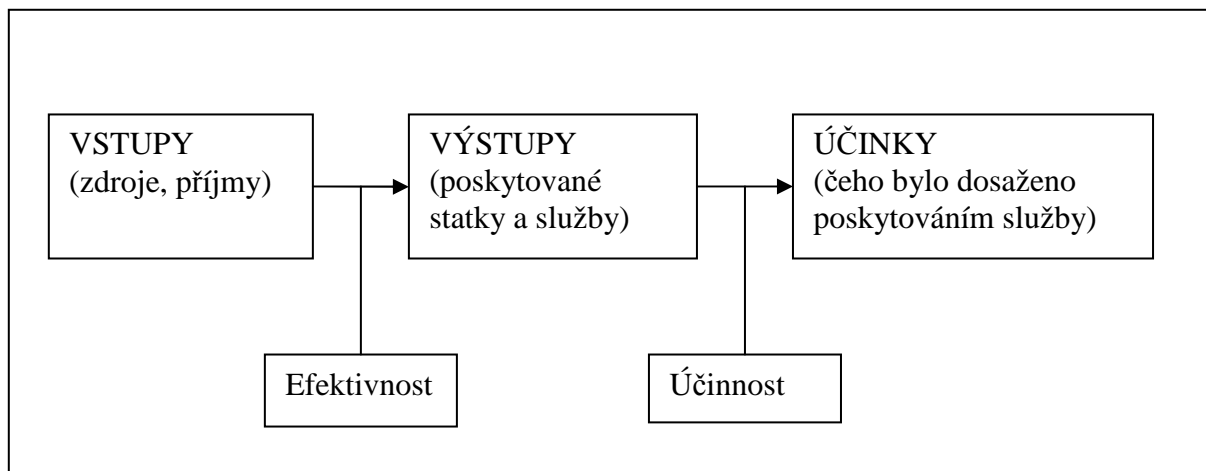 VSTUPY
(zdroje, příjmy)
VÝSTUPY
(poskytované
statky a služby)
ÚČINKY
(čeho bylo dosaženo
poskytováním služby)
Efektivnost
Účinnost